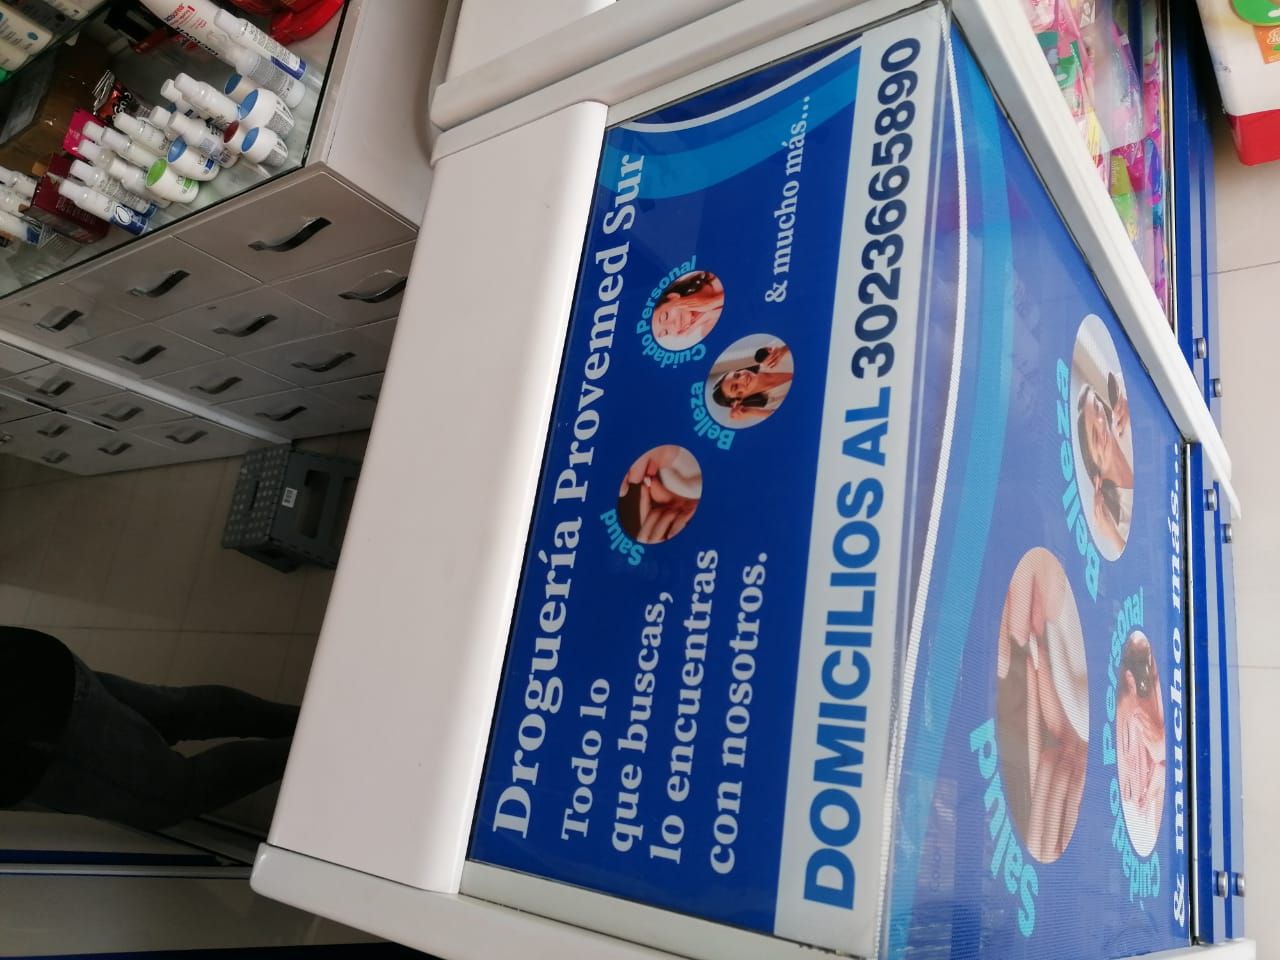 Droguería Provemed Sur
Todo lo
que buscas,
lo encuentras
con nosotros.
Salud
Belleza
Cuidado Personal
& mucho más...
DOMICILIOS AL 3023665890
Salud
Belleza
Cuidado Personal
& mucho más...